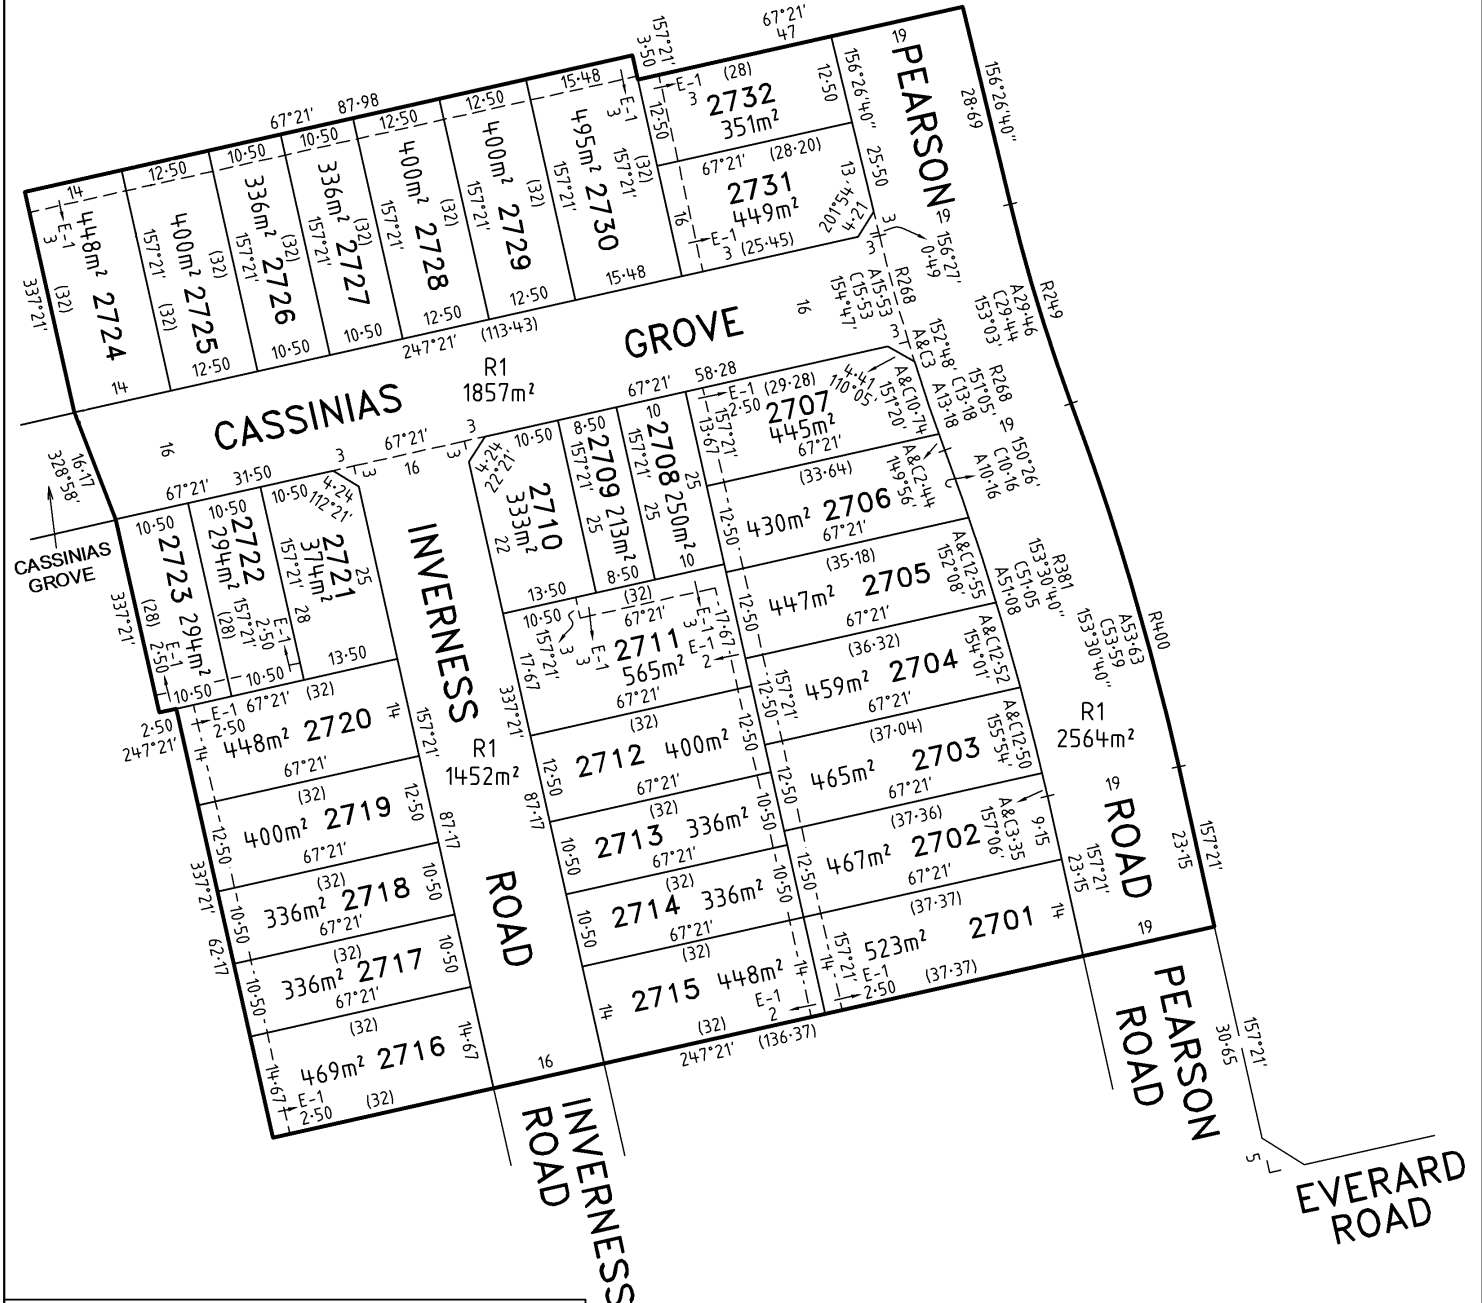 67°21'
47
157°21'
3·50
19
PEARSON
156°26'40"
28·69
67°21' 87·98
14
12·50
10·50
10·50
12·50
12·50
15·48
E-1
3
(28)
2732
351m²
12·50
156°26'40"
25·50
12·50
67°21' (28·20)
2731
449m²
13
201°54'
4·21
16
E-1
3 (25·45)
E-1
3
448m² 2724
(32)
337°21'
14
400m² 2725
157°21'
(32)
(32)
12·50
336m² 2726
157°21'
(32)
10·50
336m² 2727
157°21'
(32)
10·50
400m² 2728
157°21'
(32)
12·50
400m² 2729
157°21'
(32)
12·50
495m² 2730
157°21'
157°21'
(32)
E-1
3
15·48
247°21' (113·43)
CASSINIAS GROVE
R1
1857m²
16
16
3
19
156°27'
0·49
3
R268
A15·53
C15·53
154°47'
3
A&C3
152°48'
R249
A29·46
C29·44
153°03'
R268
151°05'
C13·18
A13·18
19
150°26'
C10·16
A10·16
328°58'
16·17
CASSINIAS
GROVE
67°21' 31·50
3
67°21'
3
3
16
3
67°21' 58·28
10·50
2723 294m²
(28)
337°21'
E-1
2·50
10·50
10·50
2722
294m²
157°21'
(28)
E-1
2·50
10·50
10·50
4·24
112°21'
2721
374m²
157°21'
25
28
13·50
INVERNESS
4·24
22°21'
10·50
2710
333m²
22
13·50
8·50
2709 213m²
157°21'
25
8·50
10
2708 250m²
157°21'
25
25
10
E-1
2·50
(29·28)
2707
445m²
67°21'
157°21'
13·67
4·41
110°05'
A&C10·74
151°20'
(33·64)
430m² 2706
67°21'
12·50
A&C2·44
149°56'
(35·18)
447m² 2705
67°21'
12·50
A&C12·55
152°08'
R381
153°30'40"
C51·05
A51·08
A53·63
C53·59
153°30'40"
R400
10·50
(32)
67°21'
157°21'
3
3
E-1
2711
565m²
E-1
3
E-1
2
17·67
17·67
67°21'
2·50
247°21'
E-1
2·50
67°21'
(32)
448m² 2720
14
14
67°21'
157°21'
R1
1452m²
337°21'
(32)
2712 400m²
67°21'
12·50
12·50
157°21'
(36·32)
459m² 2704
67°21'
12·50
A&C12·52
154°01'
(37·04)
465m² 2703
67°21'
12·50
A&C12·50
155°54'
R1
2564m²
(32)
400m² 2719
67°21'
12·50
12·50
87·17
87·17
(32)
2713 336m²
67°21'
10·50
10·50
(37·36)
467m² 2702
67°21'
12·50
A&C3·35
157°06'
9·15
19
ROAD
157°21'
23·15
157°21'
23·15
337°21'
62·17
(32)
336m² 2718
67°21'
10·50
10·50
ROAD
(32)
2714 336m²
67°21'
10·50
10·50
(32)
336m² 2717
67°21'
10·50
10·50
(32)
2715 448m²
14
14
E-1
2
(32)
(37·37)
523m² 2701
157°21'
14
14
E-1
2·50
(37·37)
19
(32)
469m² 2716
14·67
14·67
E-1
2·50
(32)
16
247°21' (136·37)
INVERNESS
ROAD
PEARSON
ROAD
157°21'
30·65
5
EVERARD
ROAD